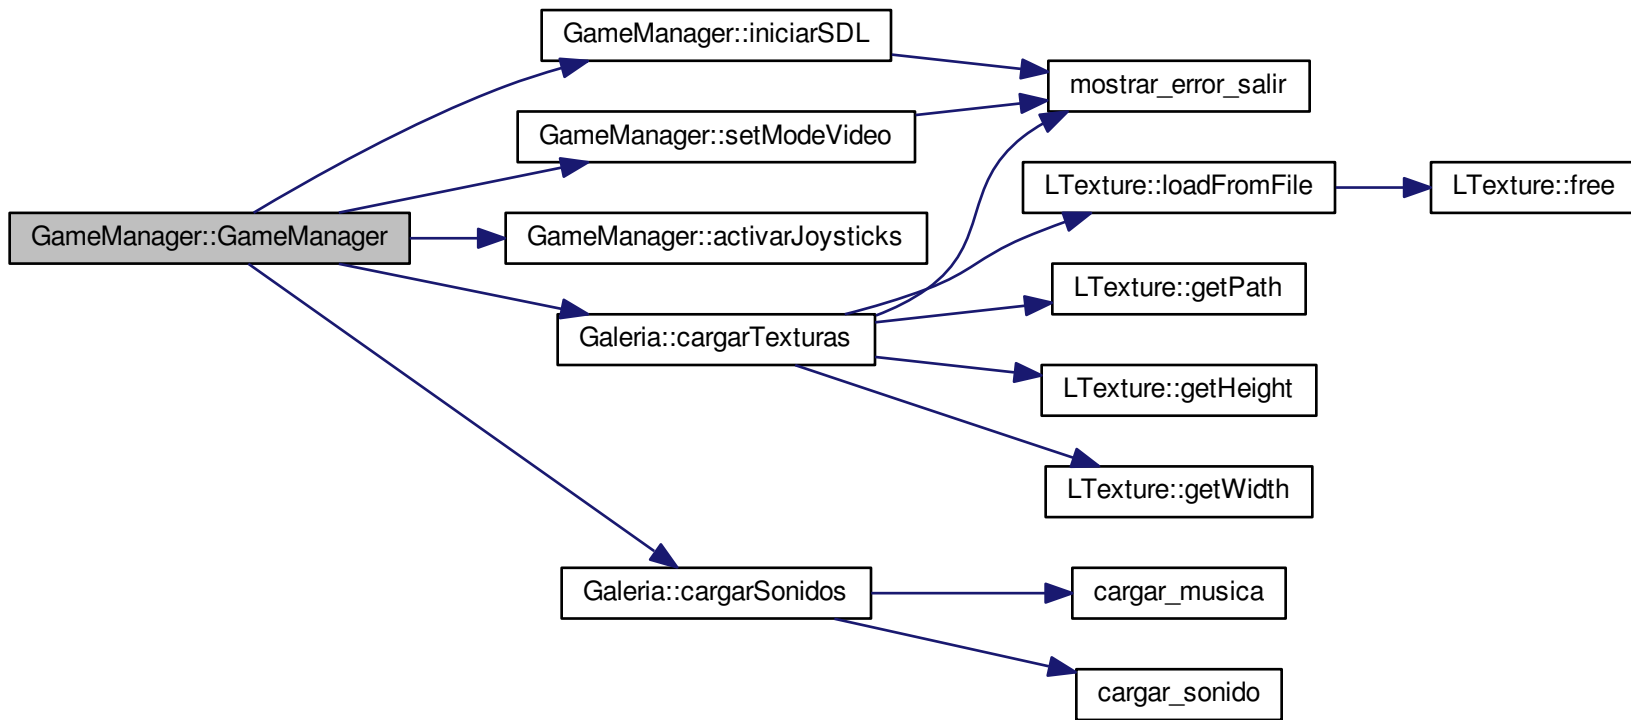 GameManager::iniciarSDL
mostrar_error_salir
GameManager::setModeVideo
LTexture::loadFromFile
LTexture::free
GameManager::GameManager
GameManager::activarJoysticks
LTexture::getPath
Galeria::cargarTexturas
LTexture::getHeight
LTexture::getWidth
Galeria::cargarSonidos
cargar_musica
cargar_sonido